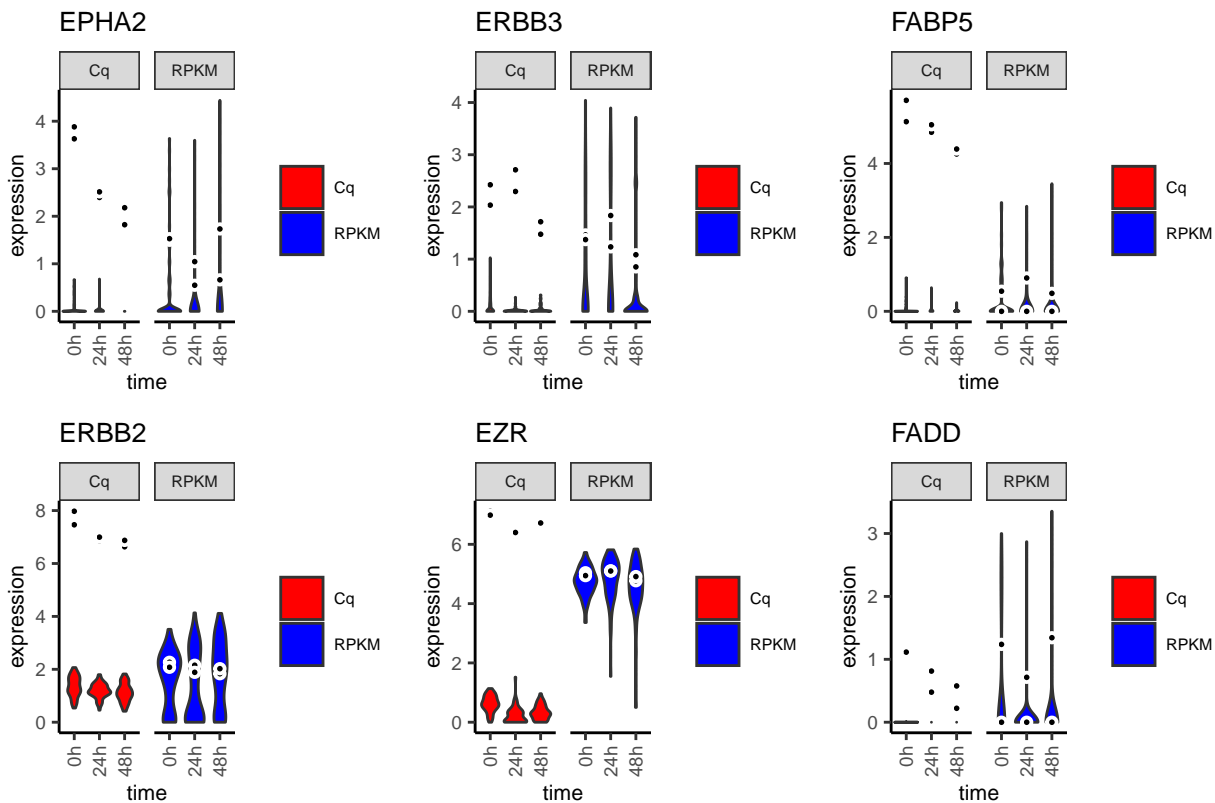 EPHA2
Cq
RPKM
expression
4
3
2
1
0
0h
24h
48h
0h
24h
48h
time
Cq
RPKM
ERBB3
Cq
RPKM
expression
4
3
2
1
0
0h
24h
48h
0h
24h
48h
time
Cq
RPKM
FABP5
Cq
RPKM
expression
4
2
0
0h
24h
48h
0h
24h
48h
time
Cq
RPKM
ERBB2
Cq
RPKM
expression
8
6
4
2
0
0h
24h
48h
0h
24h
48h
time
Cq
RPKM
EZR
Cq
RPKM
expression
6
4
2
0
0h
24h
48h
0h
24h
48h
time
Cq
RPKM
FADD
Cq
RPKM
expression
3
2
1
0
0h
24h
48h
0h
24h
48h
time
Cq
RPKM